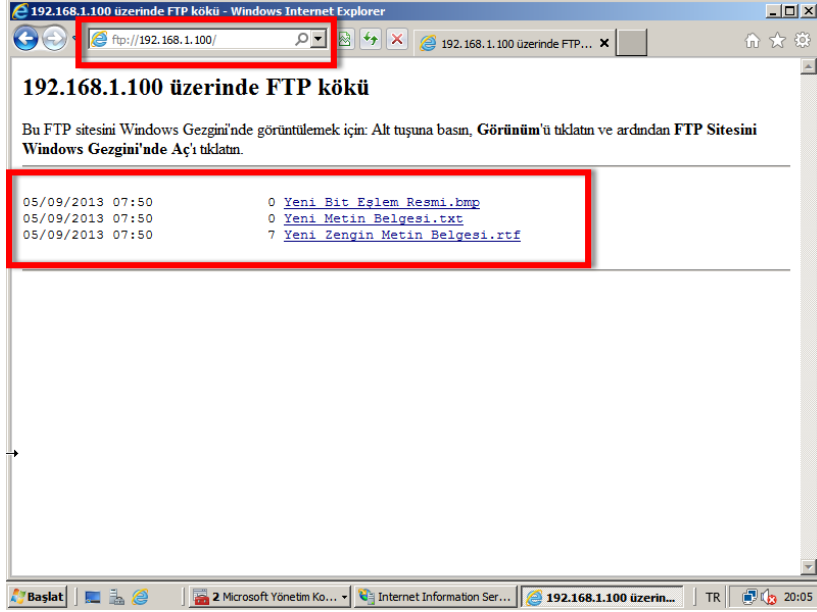 192.168.1.100 üzerinde FTP kökü - Windows Internet Explorer
ftp://192.168.1.100/
192.168.1.100 üzerinde FTP...
192.168.1.100 üzerinde FTP kökü
Bu FTP sitesini Windows Gezgini'nde görüntülemek için: Alt tuşuna basın, Görünüm'ü tıklatın ve ardından FTP Sitesini
Windows Gezgini'nde Aç'ı tıklatın.
05/09/2013 07:50 0 Yeni Bit Eşlem Resmi.bmp
05/09/2013 07:50 0 Yeni Metin Belgesi.txt
05/09/2013 07:50 7 Yeni Zengin Metin Belgesi.rtf
Başlat 2 Microsoft Yönetim Ko... Internet Information Ser... 192.168.1.100 üzerin... TR 20:05